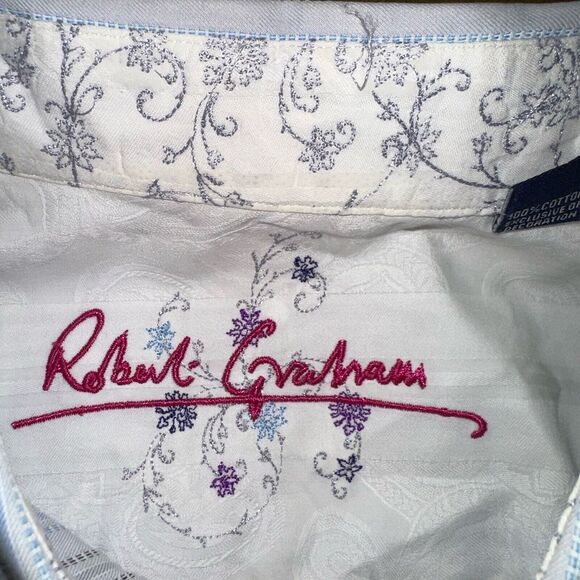 100% COTTON
EXCLUSIVE OF
DECORATION
Robert Graham